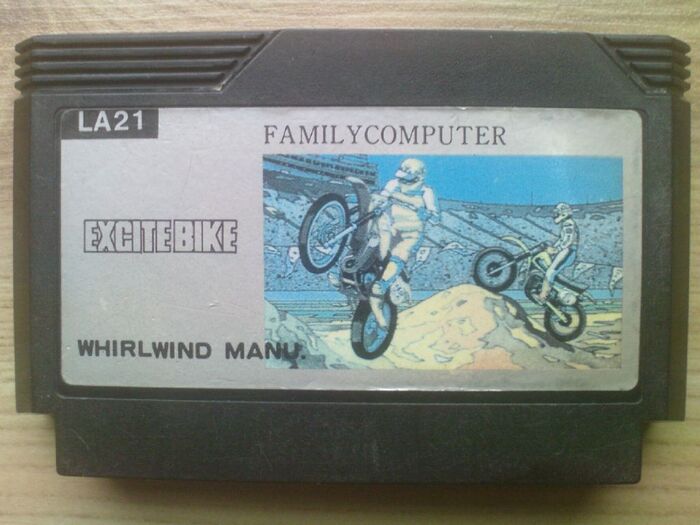 LA21
FAMILYCOMPUTER
EXCITEBIKE
WHIRLWIND MANU.